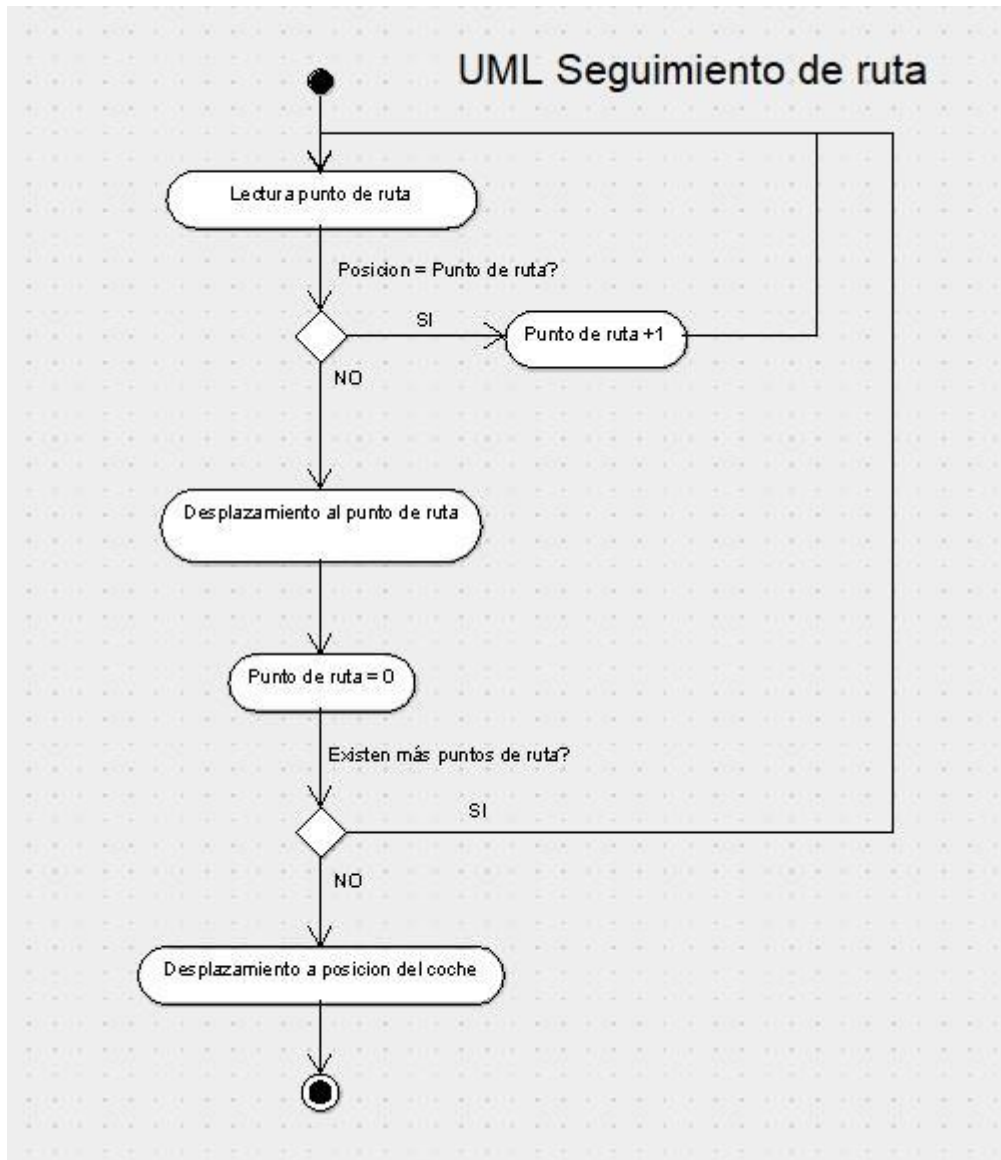 UML Seguimiento de ruta
Lectura punto de ruta
Posicion = Punto de ruta?
SI
Punto de ruta +1
NO
Desplazamiento al punto de ruta
Punto de ruta = 0
Existen más puntos de ruta?
SI
NO
Desplazamiento a posicion del coche